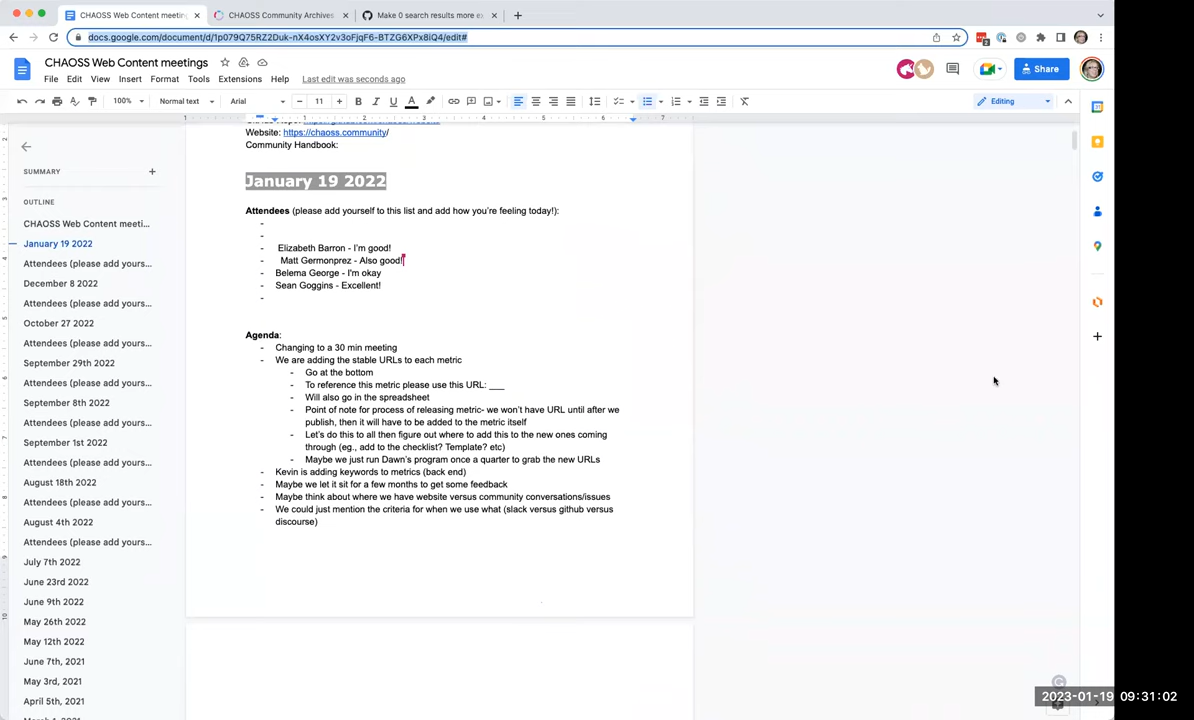 CHAOSS Web Content meeting
CHAOSS Community Archives
Make 0 search results more ex
docs.google.com/document/d/1p079Q75RZ2Duk-nX4osXY2v3oFjqF6-BTZG6XPx8iQ4/edit#
CHAOSS Web Content meetings
File Edit View Insert Format Tools Extensions Help Last edit was seconds ago
Share
100% Normal text Arial 11 Editing
1 1 2 3 4 5 6 7
Website: https://chaoss.community/
Community Handbook:
January 19 2022
Attendees (please add yourself to this list and add how you're feeling today!):
-
-
- Elizabeth Barron - I'm good!
- Matt Germonprez - Also good!
- Belema George - I'm okay
- Sean Goggins - Excellent!
-
Agenda:
- Changing to a 30 min meeting
- We are adding the stable URLs to each metric
- Go at the bottom
- To reference this metric please use this URL: ___
- Will also go in the spreadsheet
- Point of note for process of releasing metric- we won't have URL until after we
publish, then it will have to be added to the metric itself
- Let's do this to all then figure out where to add this to the new ones coming
through (eg., add to the checklist? Template? etc)
- Maybe we just run Dawn's program once a quarter to grab the new URLs
- Kevin is adding keywords to metrics (back end)
- Maybe we let it sit for a few months to get some feedback
- Maybe think about where we have website versus community conversations/issues
- We could just mention the criteria for when we use what (slack versus github versus
discourse)
SUMMARY
OUTLINE
CHAOSS Web Content meeti...
January 19 2022
Attendees (please add yours...
December 8 2022
Attendees (please add yours...
October 27 2022
Attendees (please add yours...
September 29th 2022
Attendees (please add yours...
September 8th 2022
Attendees (please add yours...
September 1st 2022
Attendees (please add yours...
August 18th 2022
Attendees (please add yours...
August 4th 2022
Attendees (please add yours...
July 7th 2022
June 23rd 2022
June 9th 2022
May 26th 2022
May 12th 2022
June 7th, 2021
May 3rd, 2021
April 5th, 2021
2023-01-19 09:31:02